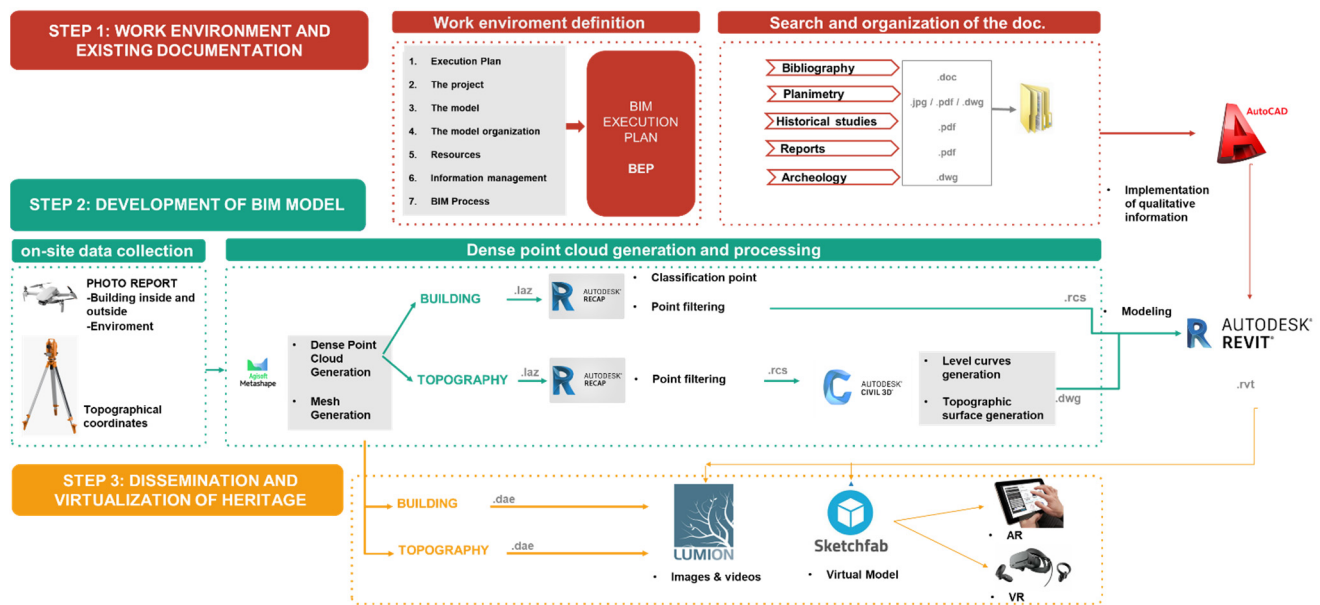 STEP 1: WORK ENVIRONMENT AND
EXISTING DOCUMENTATION
Work enviroment definition
1. Execution Plan
2. The project
3. The model
4. The model organization
5. Resources
6. Information management
7. BIM Process
BIM
EXECUTION
PLAN
BEP
Search and organization of the doc.
Bibliography
Planimetry
Historical studies
Reports
Archeology
.doc
.jpg / .pdf / .dwg
.pdf
.pdf
.dwg
AutoCAD
• Implementation
of qualitative
information
STEP 2: DEVELOPMENT OF BIM MODEL
on-site data collection
PHOTO REPORT
-Building inside and
outside
-Enviroment
Topographical
coordinates
Dense point cloud generation and processing
Agisoft
Metashape
• Dense Point
Cloud
Generation
• Mesh
Generation
BUILDING
.laz
AUTODESK®
RECAP
• Classification point
• Point filtering
.rcs
TOPOGRAPHY
.laz
AUTODESK®
RECAP
• Point filtering
.rcs
AUTODESK®
CIVIL 3D®
• Level curves
generation
• Topographic
surface generation
.dwg
• Modeling
AUTODESK®
REVIT®
.rvt
STEP 3: DISSEMINATION AND
VIRTUALIZATION OF HERITAGE
BUILDING
.dae
TOPOGRAPHY
.dae
LUMION
• Images & videos
Sketchfab
• Virtual Model
• AR
• VR